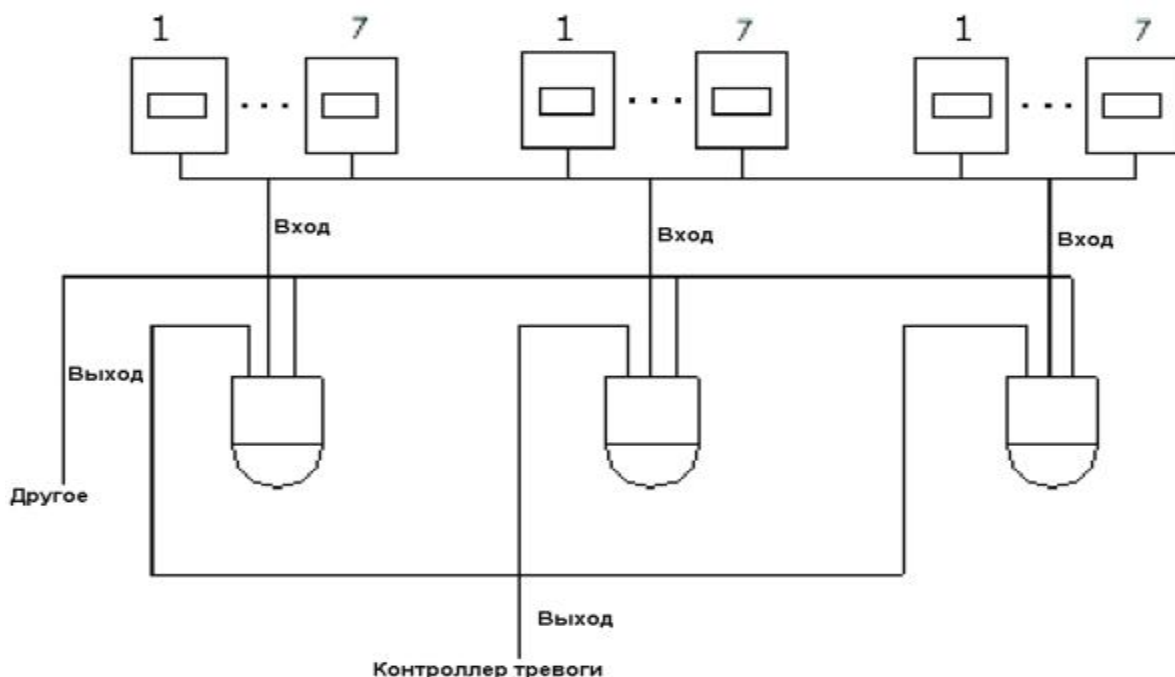 1 7 1 7 1 7
Вход Вход Вход
Выход
Другое
Выход
Контроллер тревоги